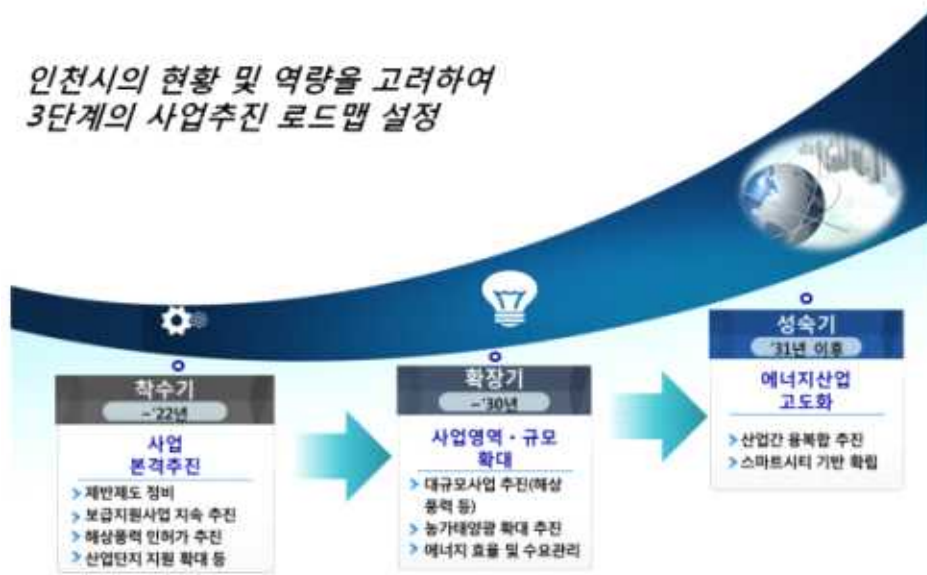 인천시의 현황 및 역량을 고려하여
3단계의 사업추진 로드맵 설정
착수기
~'22년
사업
본격추진
제반제도 정비
보급지원사업 지속 추진
해상풍력 인허가 추진
산업단지 지원 확대 등
확장기
~'30년
사업영역・규모
확대
대규모사업 추진(해상
풍력 등)
농가태양광 확대 추진
에너지 효율 및 수요관리
성숙기
'31년 이후
에너지산업
고도화
산업간 융복합 추진
스마트시티 기반 확립